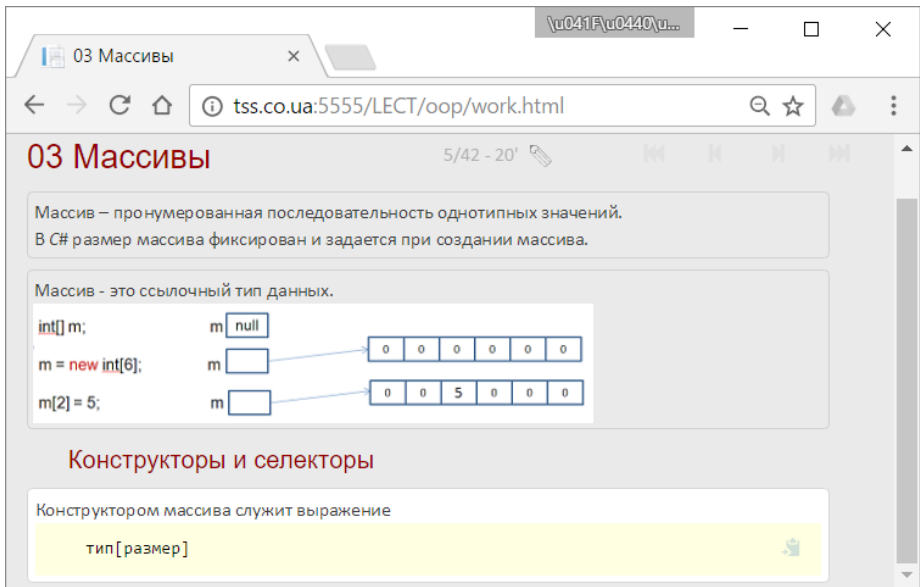 \u041F\u0440\u...
03 Массивы
tss.co.ua:5555/LECT/oop/work.html
03 Массивы
5/42 - 20'
Массив – пронумерованная последовательность однотипных значений.
В C# размер массива фиксирован и задается при создании массива.
Массив - это ссылочный тип данных.
int[] m; m null
m = new int[6]; m 0 0 0 0 0 0
m[2] = 5; m 0 0 5 0 0 0
Конструкторы и селекторы
Конструктором массива служит выражение
тип[размер]